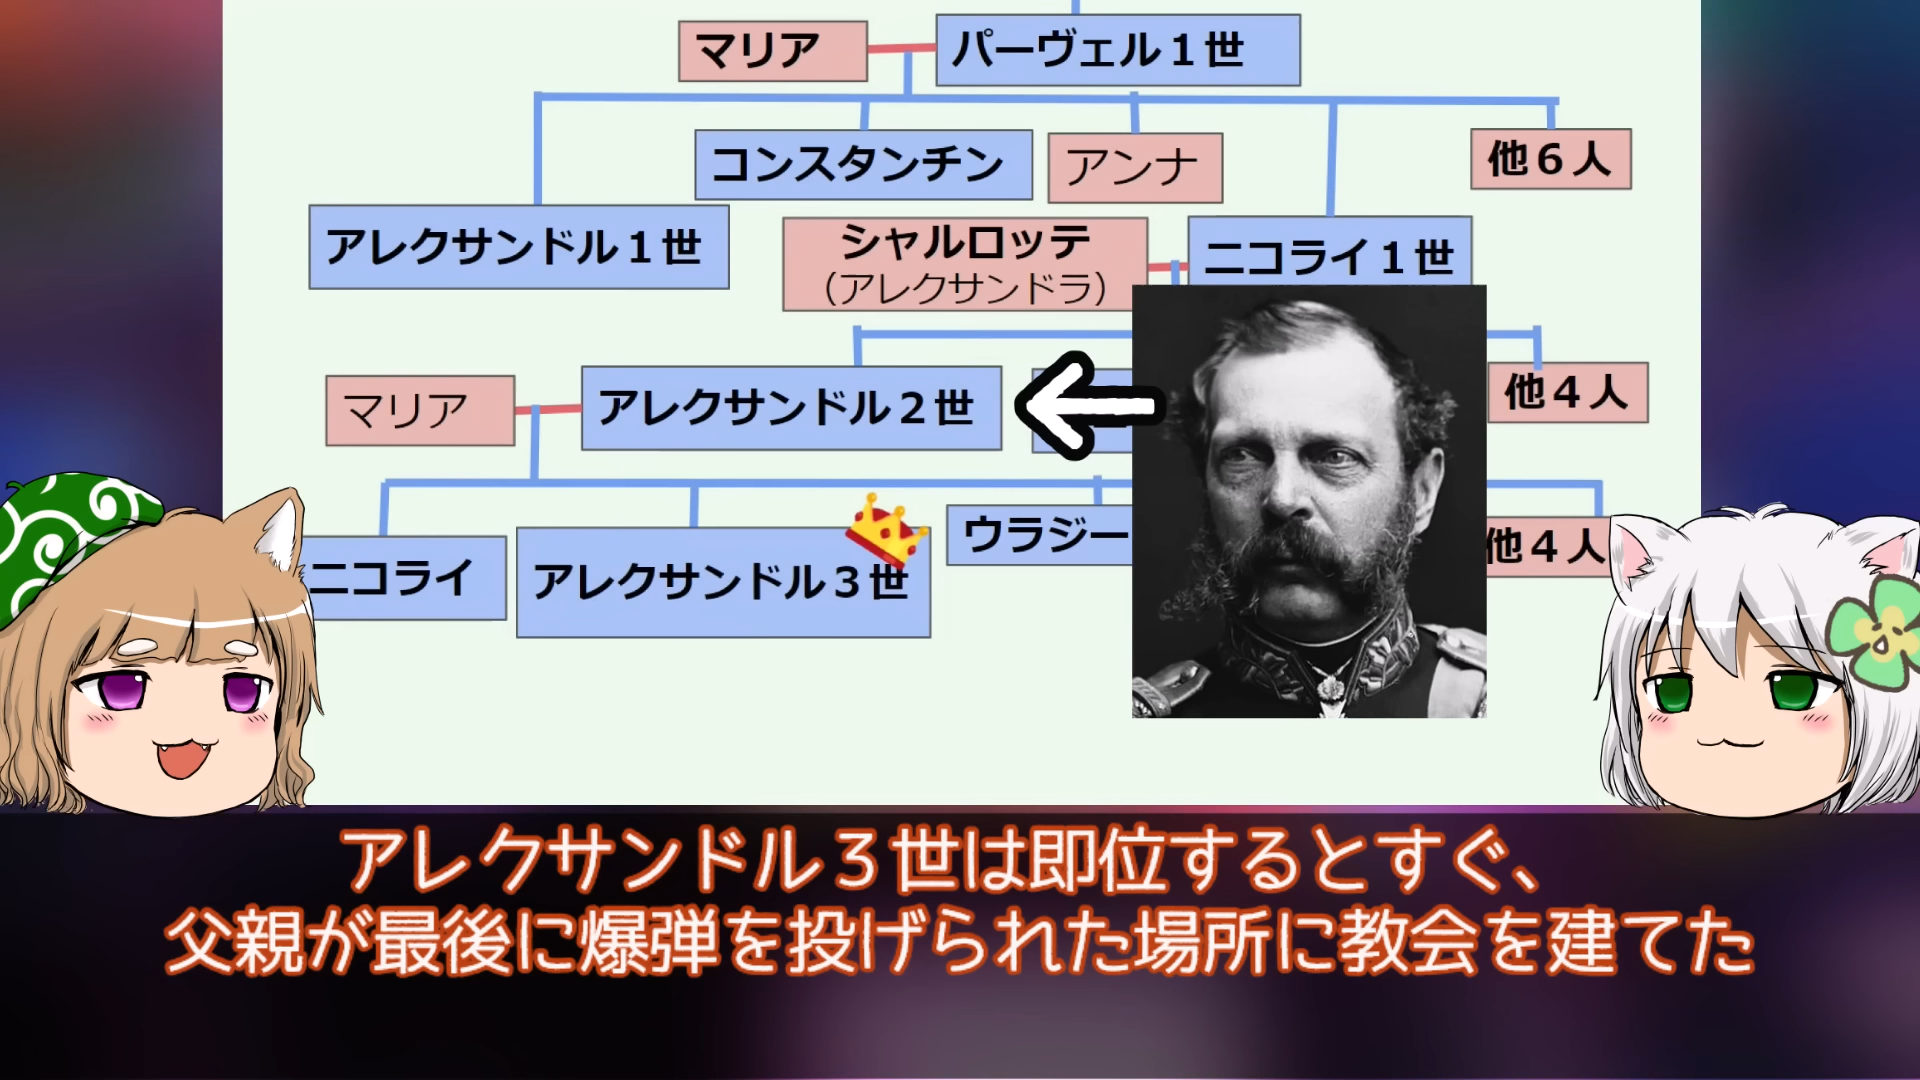 マリア
パーヴェル１世
コンスタンチン
アンナ
他６人
アレクサンドル１世
シャルロッテ
（アレクサンドラ）
ニコライ１世
マリア
アレクサンドル２世
他４人
ニコライ
アレクサンドル３世
ウラジー
他４人
アレクサンドル３世は即位するとすぐ、
父親が最後に爆弾を投げられた場所に教会を建てた